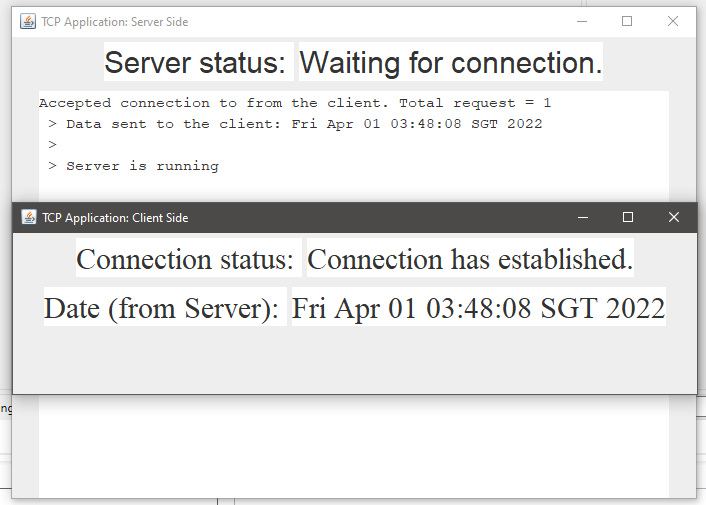 TCP Application: Server Side
Server status: Waiting for connection.
Accepted connection to from the client. Total request = 1
> Data sent to the client: Fri Apr 01 03:48:08 SGT 2022
>
> Server is running
TCP Application: Client Side
Connection status: Connection has established.
Date (from Server): Fri Apr 01 03:48:08 SGT 2022
ng